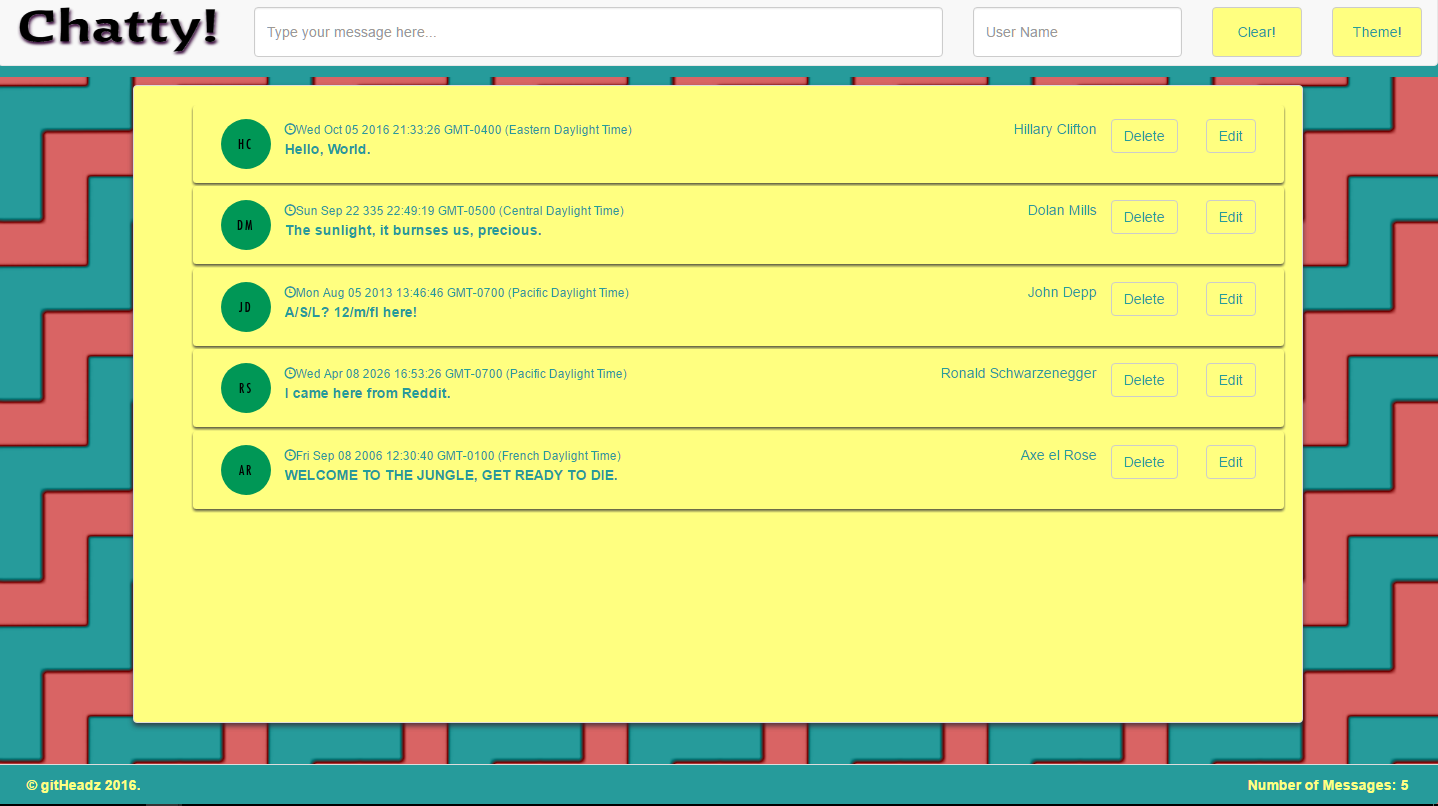 Chatty!
Type your message here...
User Name
Clear!
Theme!
HC
Wed Oct 05 2016 21:33:26 GMT-0400 (Eastern Daylight Time)
Hello, World.
Hillary Clifton
Delete
Edit
DM
Sun Sep 22 335 22:49:19 GMT-0500 (Central Daylight Time)
The sunlight, it burnses us, precious.
Dolan Mills
Delete
Edit
JD
Mon Aug 05 2013 13:46:46 GMT-0700 (Pacific Daylight Time)
A/S/L? 12/m/fl here!
John Depp
Delete
Edit
RS
Wed Apr 08 2026 16:53:26 GMT-0700 (Pacific Daylight Time)
I came here from Reddit.
Ronald Schwarzenegger
Delete
Edit
AR
Fri Sep 08 2006 12:30:40 GMT-0100 (French Daylight Time)
WELCOME TO THE JUNGLE, GET READY TO DIE.
Axe el Rose
Delete
Edit
© gitHeadz 2016.
Number of Messages: 5